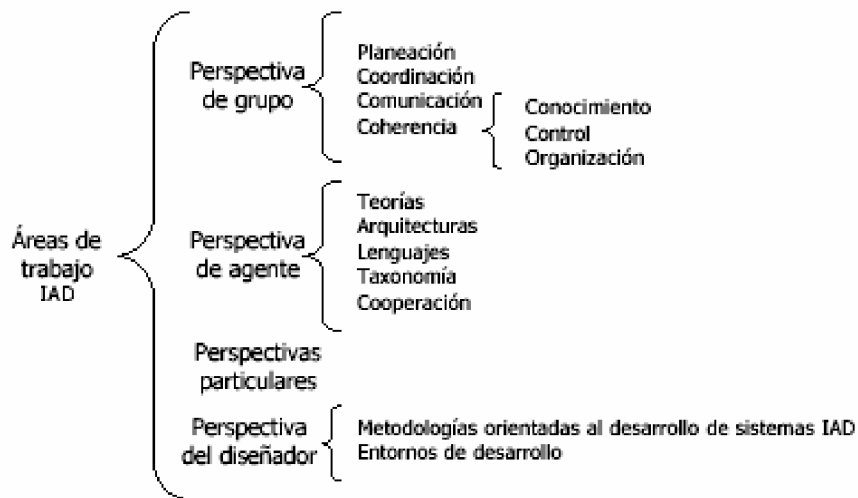 Áreas de
trabajo
IAD
Perspectiva
de grupo
Planeación
Coordinación
Comunicación
Coherencia
Conocimiento
Control
Organización
Perspectiva
de agente
Teorías
Arquitecturas
Lenguajes
Taxonomía
Cooperación
Perspectivas
particulares
Perspectiva
del diseñador
Metodologías orientadas al desarrollo de sistemas IAD
Entornos de desarrollo